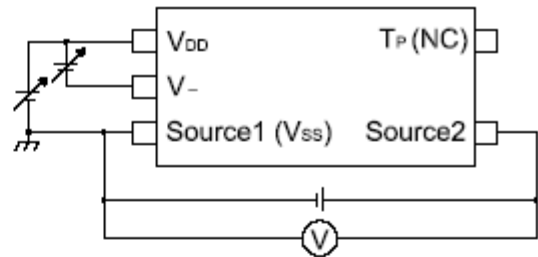 VDD
TP (NC)
V−
Source1 (VSS)
Source2
V